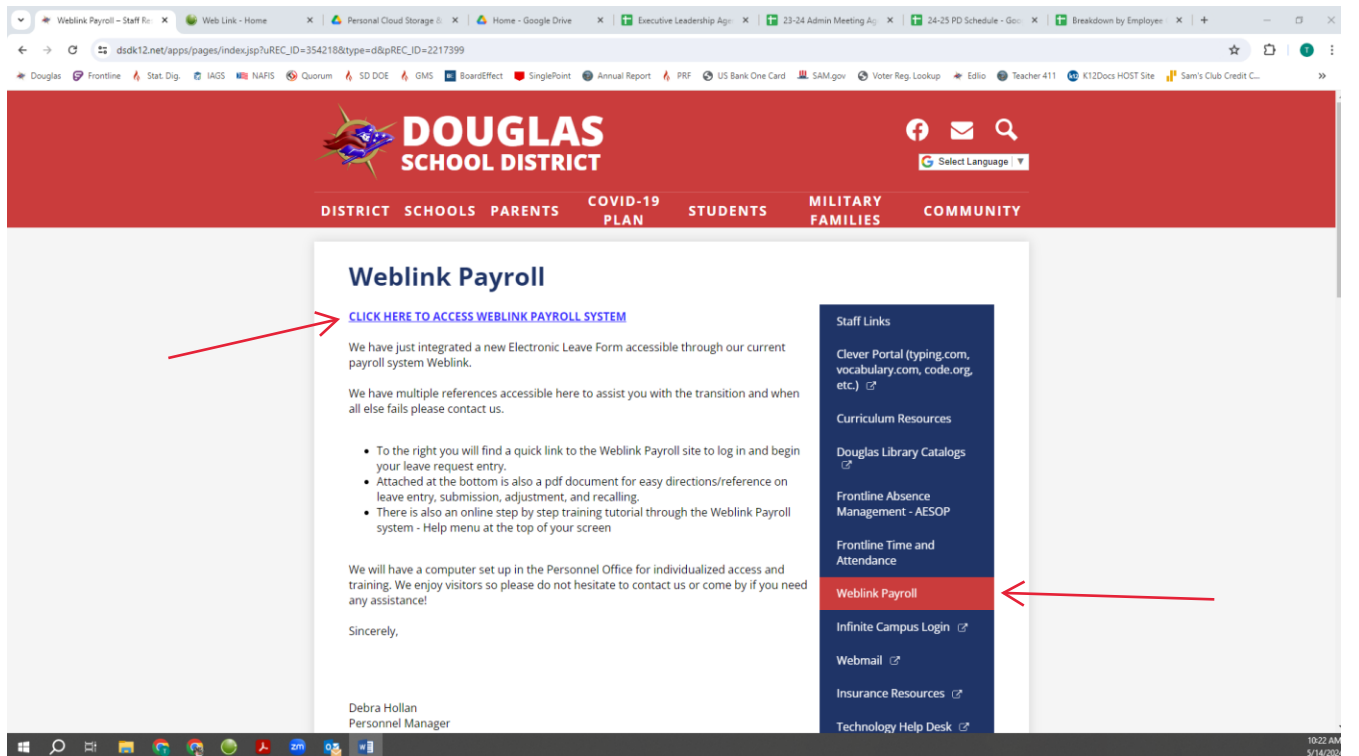 Weblink Payroll – Staff Re
Web Link - Home
Personal Cloud Storage &
Home - Google Drive
Executive Leadership Age
23-24 Admin Meeting Ag
24-25 PD Schedule - Goo
Breakdown by Employee
dsdk12.net/apps/pages/index.jsp?uREC_ID=354218&type=d&pREC_ID=2217399
Douglas
Frontline
Stat. Dig.
IAGS
NAFIS
Quorum
SD DOE
GMS
BoardEffect
SinglePoint
Annual Report
PRF
US Bank One Card
SAM.gov
Voter Reg. Lookup
Edlio
Teacher 411
K12Docs HOST Site
Sam's Club Credit C...
DOUGLAS
SCHOOL DISTRICT
Select Language
DISTRICT
SCHOOLS
PARENTS
COVID-19
PLAN
STUDENTS
MILITARY
FAMILIES
COMMUNITY
Weblink Payroll
CLICK HERE TO ACCESS WEBLINK PAYROLL SYSTEM
We have just integrated a new Electronic Leave Form accessible through our current
payroll system Weblink.
We have multiple references accessible here to assist you with the transition and when
all else fails please contact us.
• To the right you will find a quick link to the Weblink Payroll site to log in and begin
your leave request entry.
• Attached at the bottom is also a pdf document for easy directions/reference on
leave entry, submission, adjustment, and recalling.
• There is also an online step by step training tutorial through the Weblink Payroll
system - Help menu at the top of your screen
We will have a computer set up in the Personnel Office for individualized access and
training. We enjoy visitors so please do not hesitate to contact us or come by if you need
any assistance!
Sincerely,
Debra Hollan
Personnel Manager
Staff Links
Clever Portal (typing.com,
vocabulary.com, code.org,
etc.)
Curriculum Resources
Douglas Library Catalogs
Frontline Absence
Management - AESOP
Frontline Time and
Attendance
Weblink Payroll
Infinite Campus Login
Webmail
Insurance Resources
Technology Help Desk
10:22 AM
5/14/2024